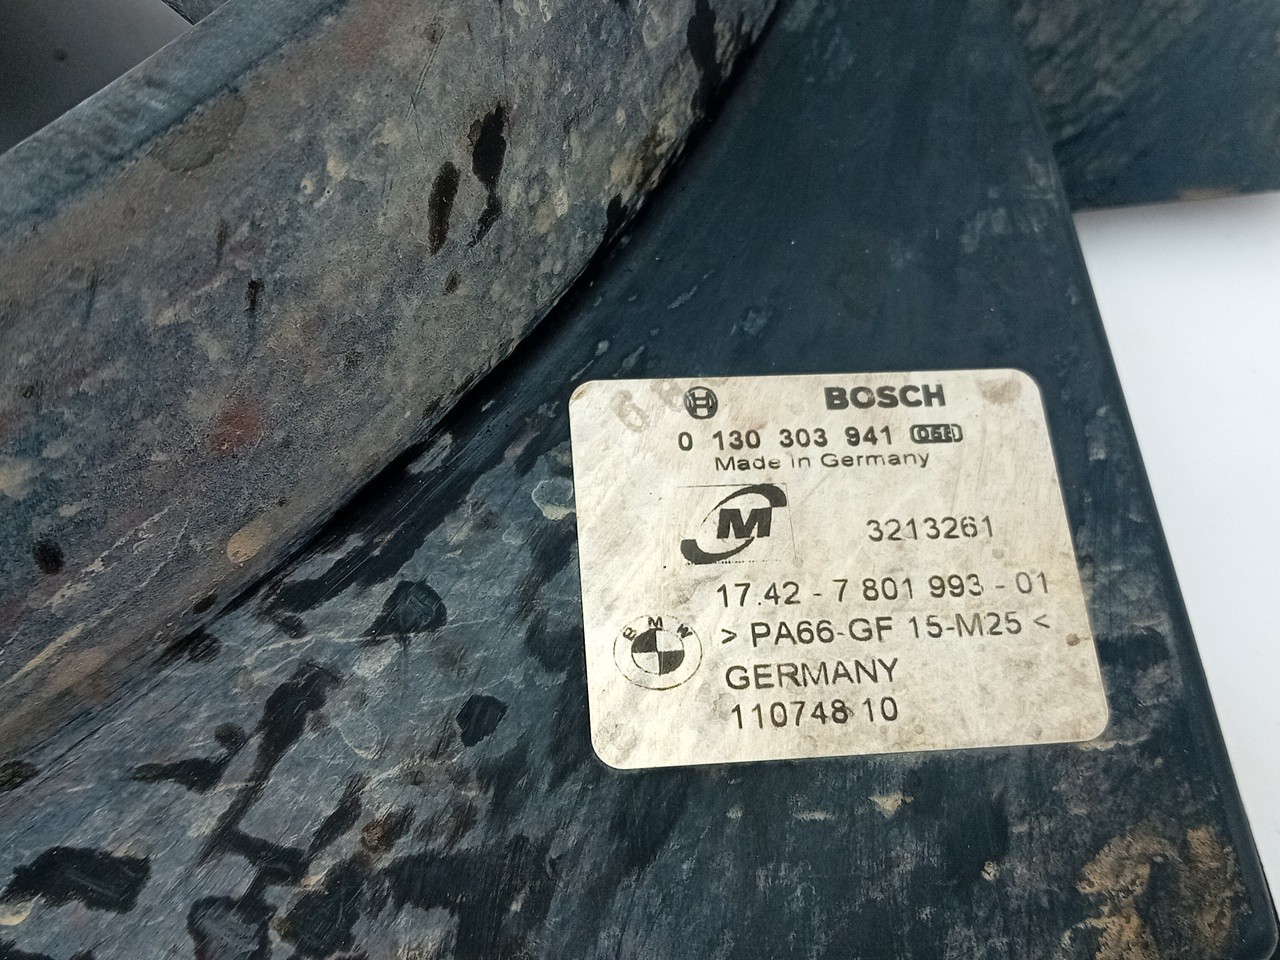 BOSCH
0 130 303 941
Made in Germany
M
3213261
17.42 - 7 801 993 - 01
BMW
> PA66-GF 15-M25 <
GERMANY
110748 10